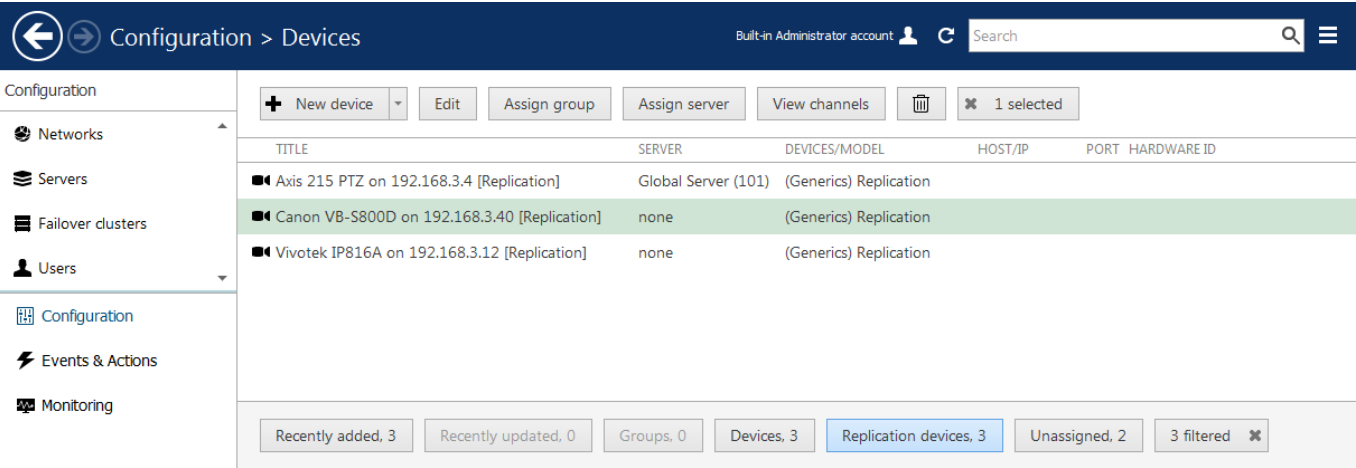 Configuration > Devices
Built-in Administrator account
Search
Configuration
Networks
Servers
Failover clusters
Users
Configuration
Events & Actions
Monitoring
New device
Edit
Assign group
Assign server
View channels
1 selected
TITLE SERVER DEVICES/MODEL HOST/IP PORT HARDWARE ID
Axis 215 PTZ on 192.168.3.4 [Replication] Global Server (101) (Generics) Replication
Canon VB-S800D on 192.168.3.40 [Replication] none (Generics) Replication
Vivotek IP816A on 192.168.3.12 [Replication] none (Generics) Replication
Recently added, 3
Recently updated, 0
Groups, 0
Devices, 3
Replication devices, 3
Unassigned, 2
3 filtered